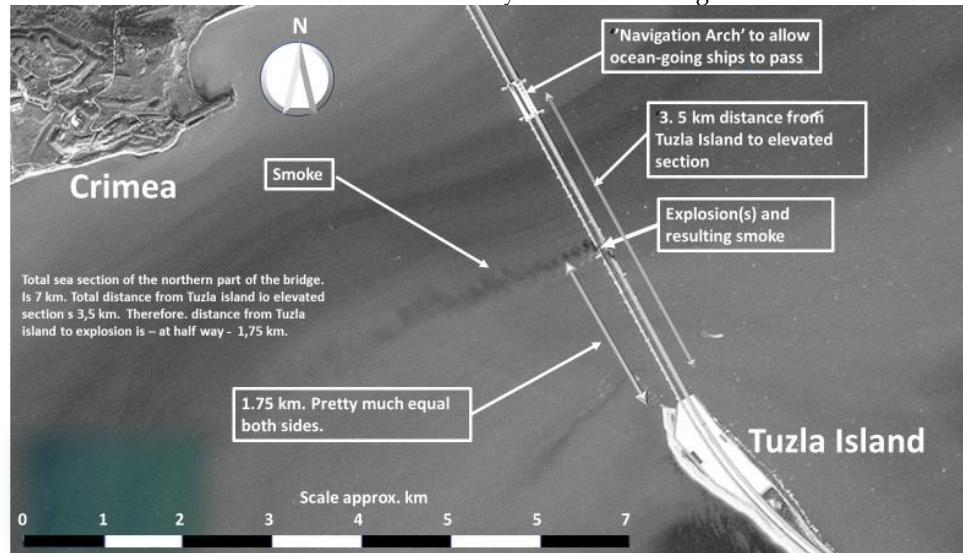 N
'Navigation Arch' to allow
ocean-going ships to pass
'3. 5 km distance from
Tuzla Island to elevated
section
Crimea
Smoke
Explosion(s) and
resulting smoke
Total sea section of the northern part of the bridge.
Is 7 km. Total distance from Tuzla island io elevated
section s 3,5 km. Therefore. distance from Tuzla
island to explosion is – at half way - 1,75 km.
1.75 km. Pretty much equal
both sides.
Tuzla Island
Scale approx. km
0 1 2 3 4 5 5 7